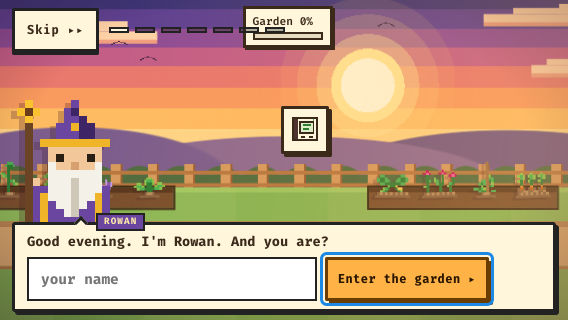 Skip ▸▸
Garden 0%
ROWAN
Good evening. I'm Rowan. And you are?
your name
Enter the garden ▸